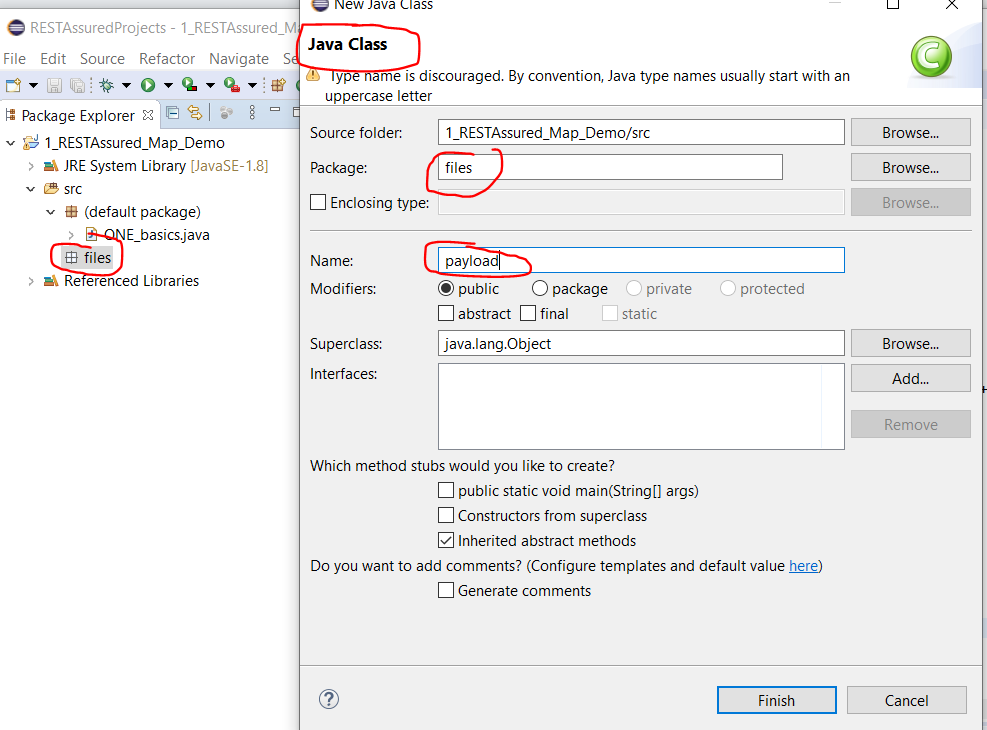 RESTAssuredProjects - 1_RESTAssured_Ma
File Edit Source Refactor Navigate Se
Package Explorer
1_RESTAssured_Map_Demo
JRE System Library [JavaSE-1.8]
src
(default package)
ONE_basics.java
files
Referenced Libraries
New Java Class
Java Class
Type name is discouraged. By convention, Java type names usually start with an
uppercase letter
Source folder: 1_RESTAssured_Map_Demo/src Browse...
Package: files Browse...
Enclosing type: Browse...
Name: payload
Modifiers: public package private protected
abstract final static
Superclass: java.lang.Object Browse...
Interfaces: Add...
Remove
Which method stubs would you like to create?
public static void main(String[] args)
Constructors from superclass
Inherited abstract methods
Do you want to add comments? (Configure templates and default value here)
Generate comments
? Finish Cancel